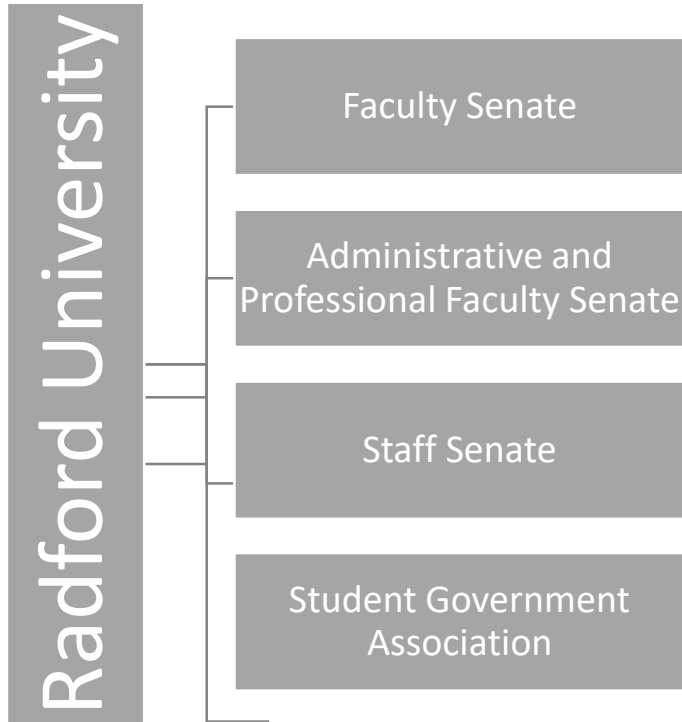 Radford University
Faculty Senate
Administrative and
Professional Faculty Senate
Staff Senate
Student Government
Association